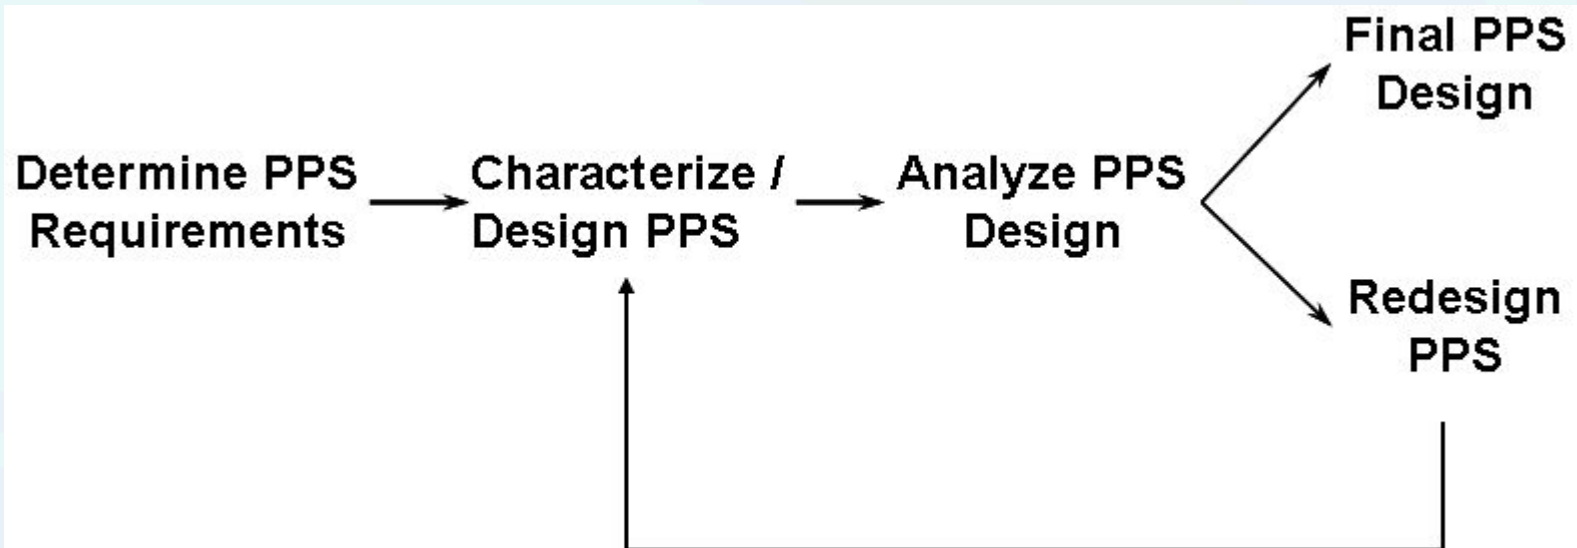 Determine PPS
Requirements
Characterize /
Design PPS
Analyze PPS
Design
Final PPS
Design
Redesign
PPS